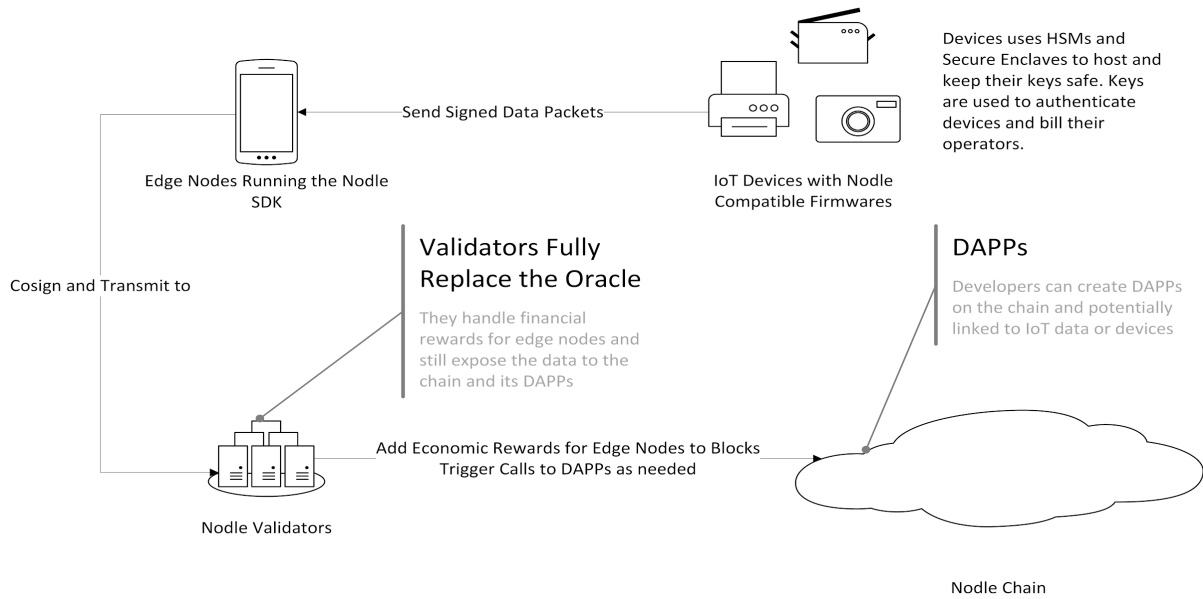 Devices uses HSMs and
Secure Enclaves to host and
keep their keys safe. Keys
are used to authenticate
devices and bill their
operators.
Send Signed Data Packets
Edge Nodes Running the Nodle
SDK
IoT Devices with Nodle
Compatible Firmwares
Validators Fully
Replace the Oracle
They handle financial
rewards for edge nodes and
still expose the data to the
chain and its DAPPs
DAPPs
Developers can create DAPPs
on the chain and potentially
linked to IoT data or devices
Cosign and Transmit to
Add Economic Rewards for Edge Nodes to Blocks
Trigger Calls to DAPPs as needed
Nodle Validators
Nodle Chain